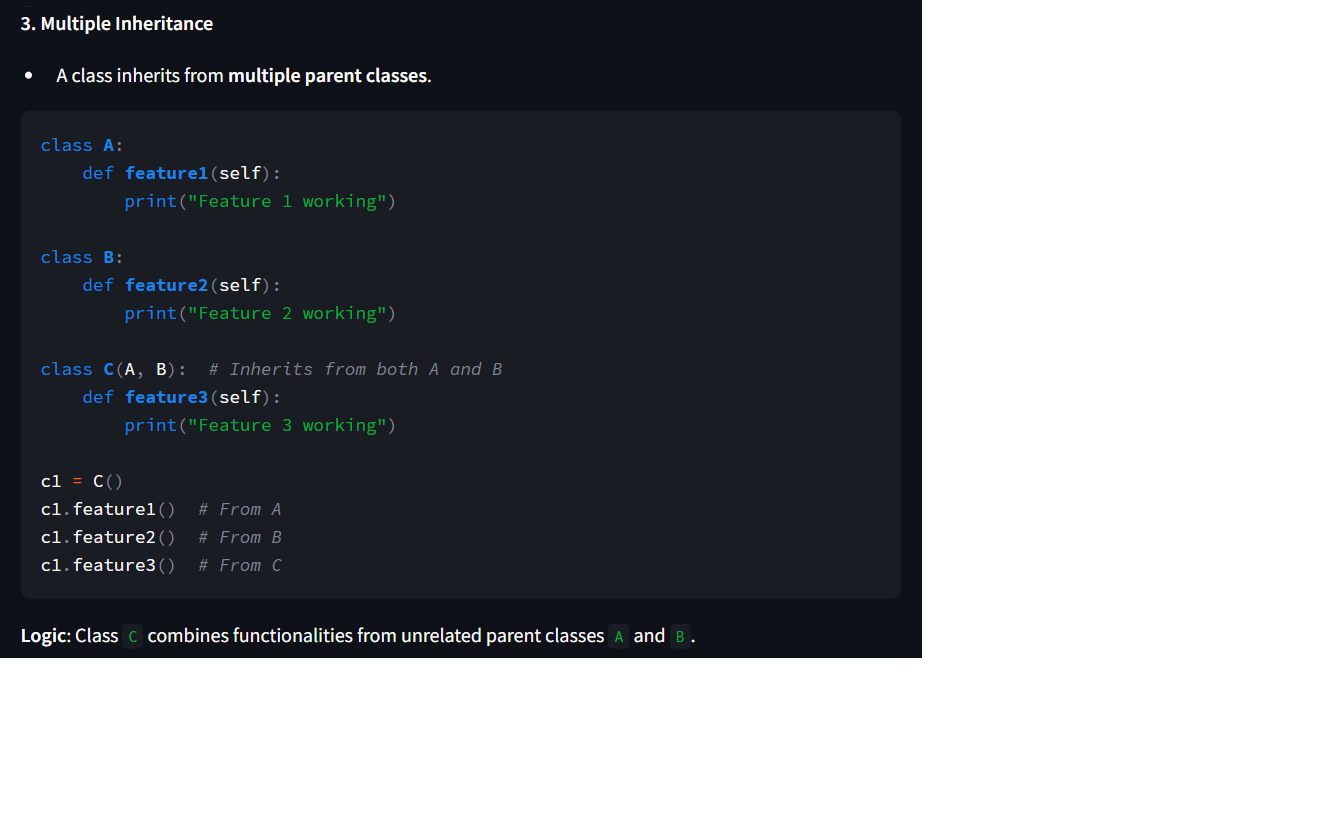 3. Multiple Inheritance
• A class inherits from multiple parent classes.
class A:
    def feature1(self):
        print("Feature 1 working")
class B:
    def feature2(self):
        print("Feature 2 working")
class C(A, B):  # Inherits from both A and B
    def feature3(self):
        print("Feature 3 working")
c1 = C()
c1.feature1()  # From A
c1.feature2()  # From B
c1.feature3()  # From C
Logic: Class C combines functionalities from unrelated parent classes A and B.